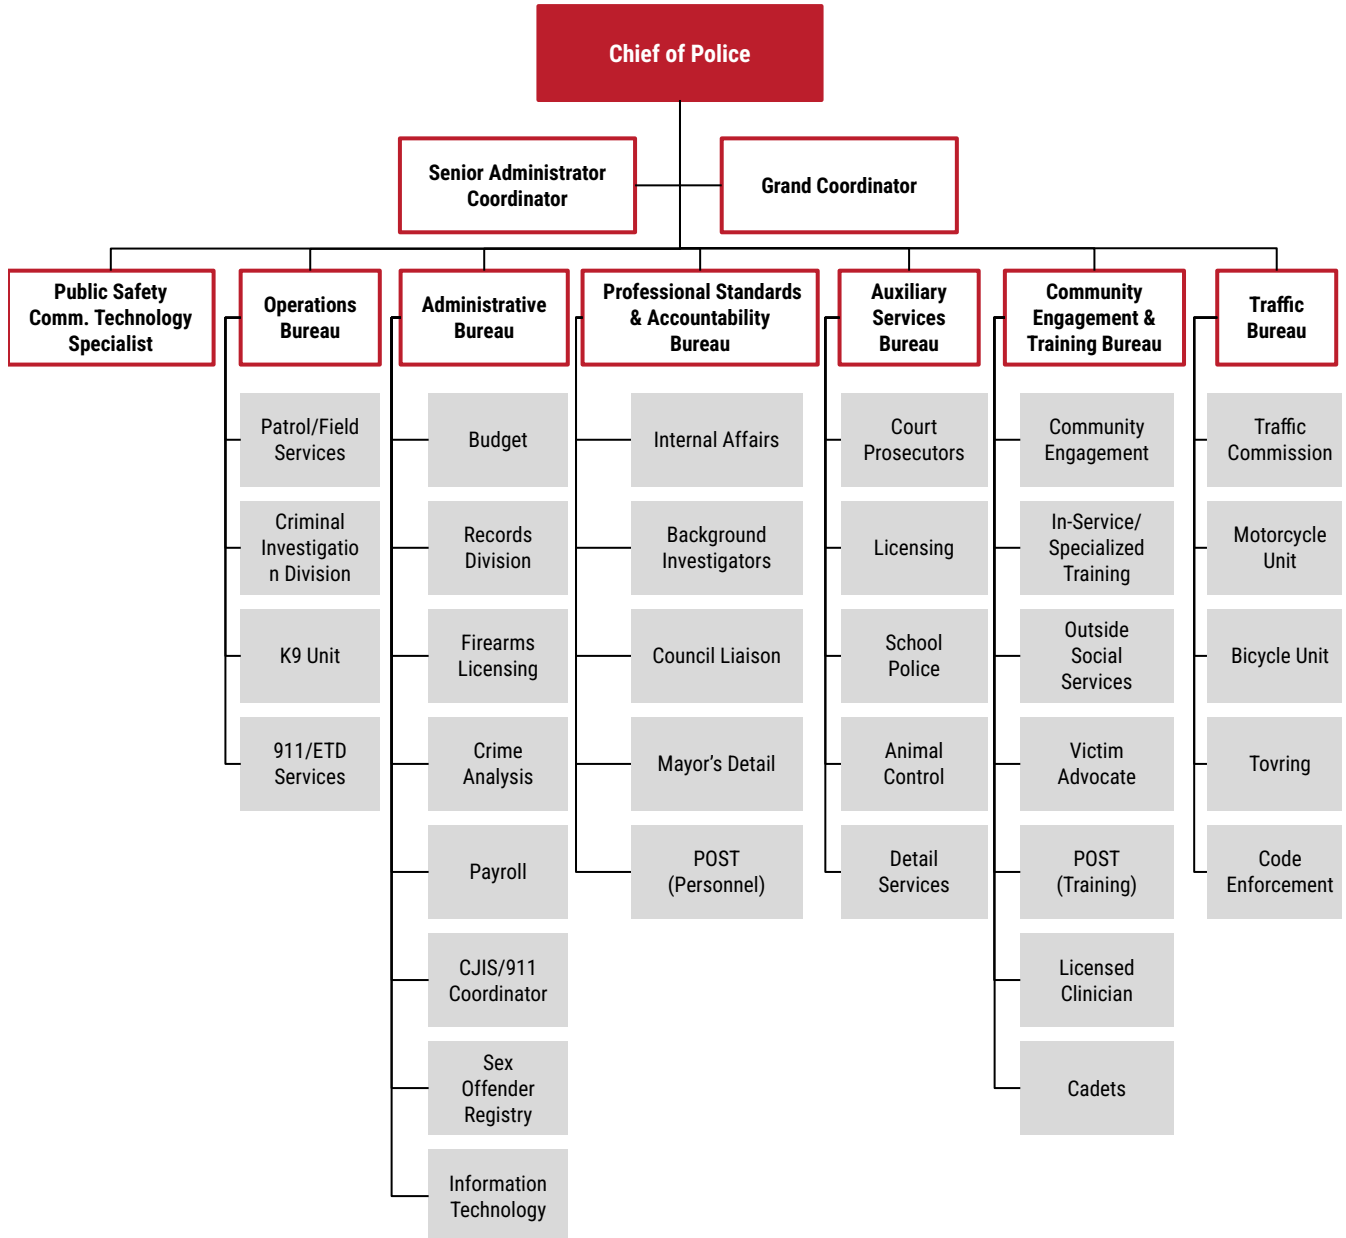 Chief of Police
Senior Administrator
Coordinator
Grand Coordinator
Public Safety
Comm. Technology
Specialist
Operations
Bureau
Administrative
Bureau
Professional Standards
& Accountability
Bureau
Auxiliary
Services
Bureau
Community
Engagement &
Training Bureau
Traffic
Bureau
Patrol/Field
Services
Criminal
Investigatio
n Division
K9 Unit
911/ETD
Services
Budget
Records
Division
Firearms
Licensing
Crime
Analysis
Payroll
CJIS/911
Coordinator
Sex
Offender
Registry
Information
Technology
Internal Affairs
Background
Investigators
Council Liaison
Mayor’s Detail
POST
(Personnel)
Court
Prosecutors
Licensing
School
Police
Animal
Control
Detail
Services
Community
Engagement
In-Service/
Specialized
Training
Outside
Social
Services
Victim
Advocate
POST
(Training)
Licensed
Clinician
Cadets
Traffic
Commission
Motorcycle
Unit
Bicycle Unit
Tovring
Code
Enforcement